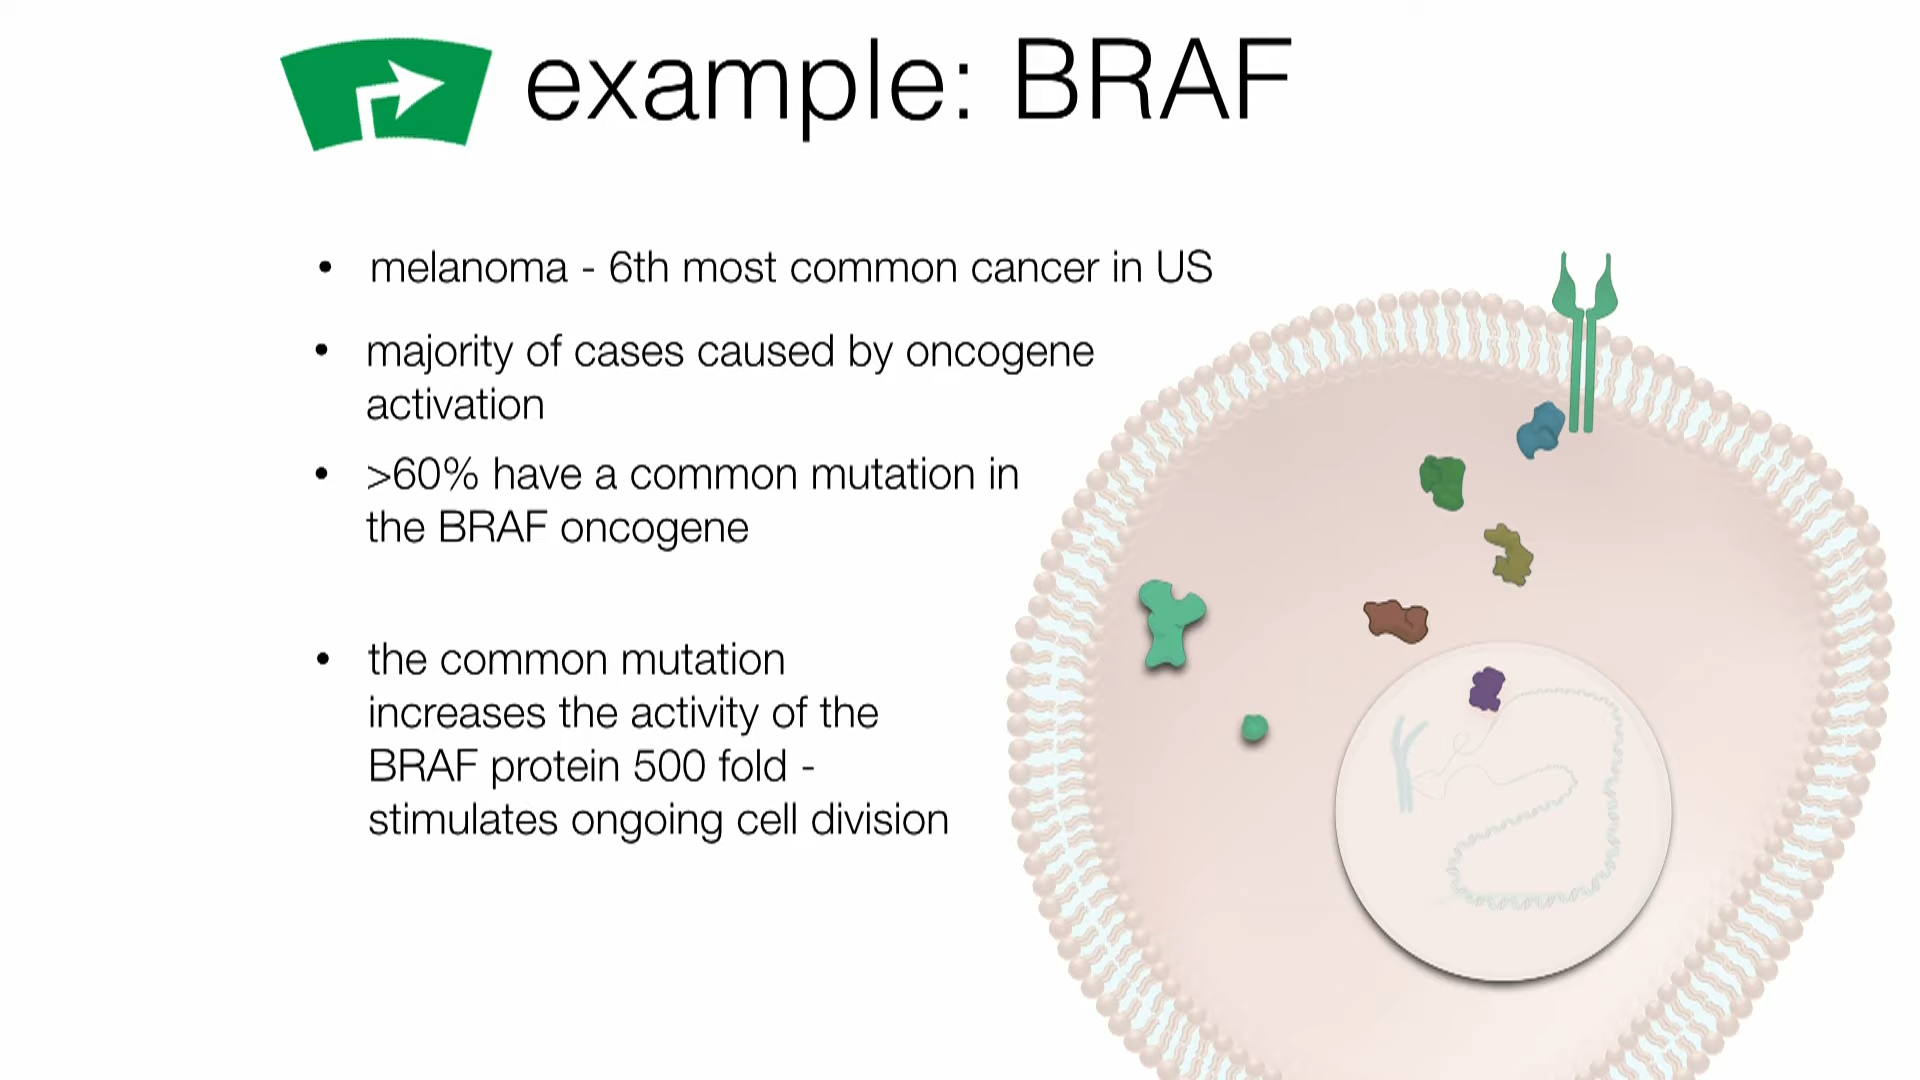 example: BRAF
• melanoma - 6th most common cancer in US
• majority of cases caused by oncogene
activation
• >60% have a common mutation in
the BRAF oncogene
• the common mutation
increases the activity of the
BRAF protein 500 fold -
stimulates ongoing cell division